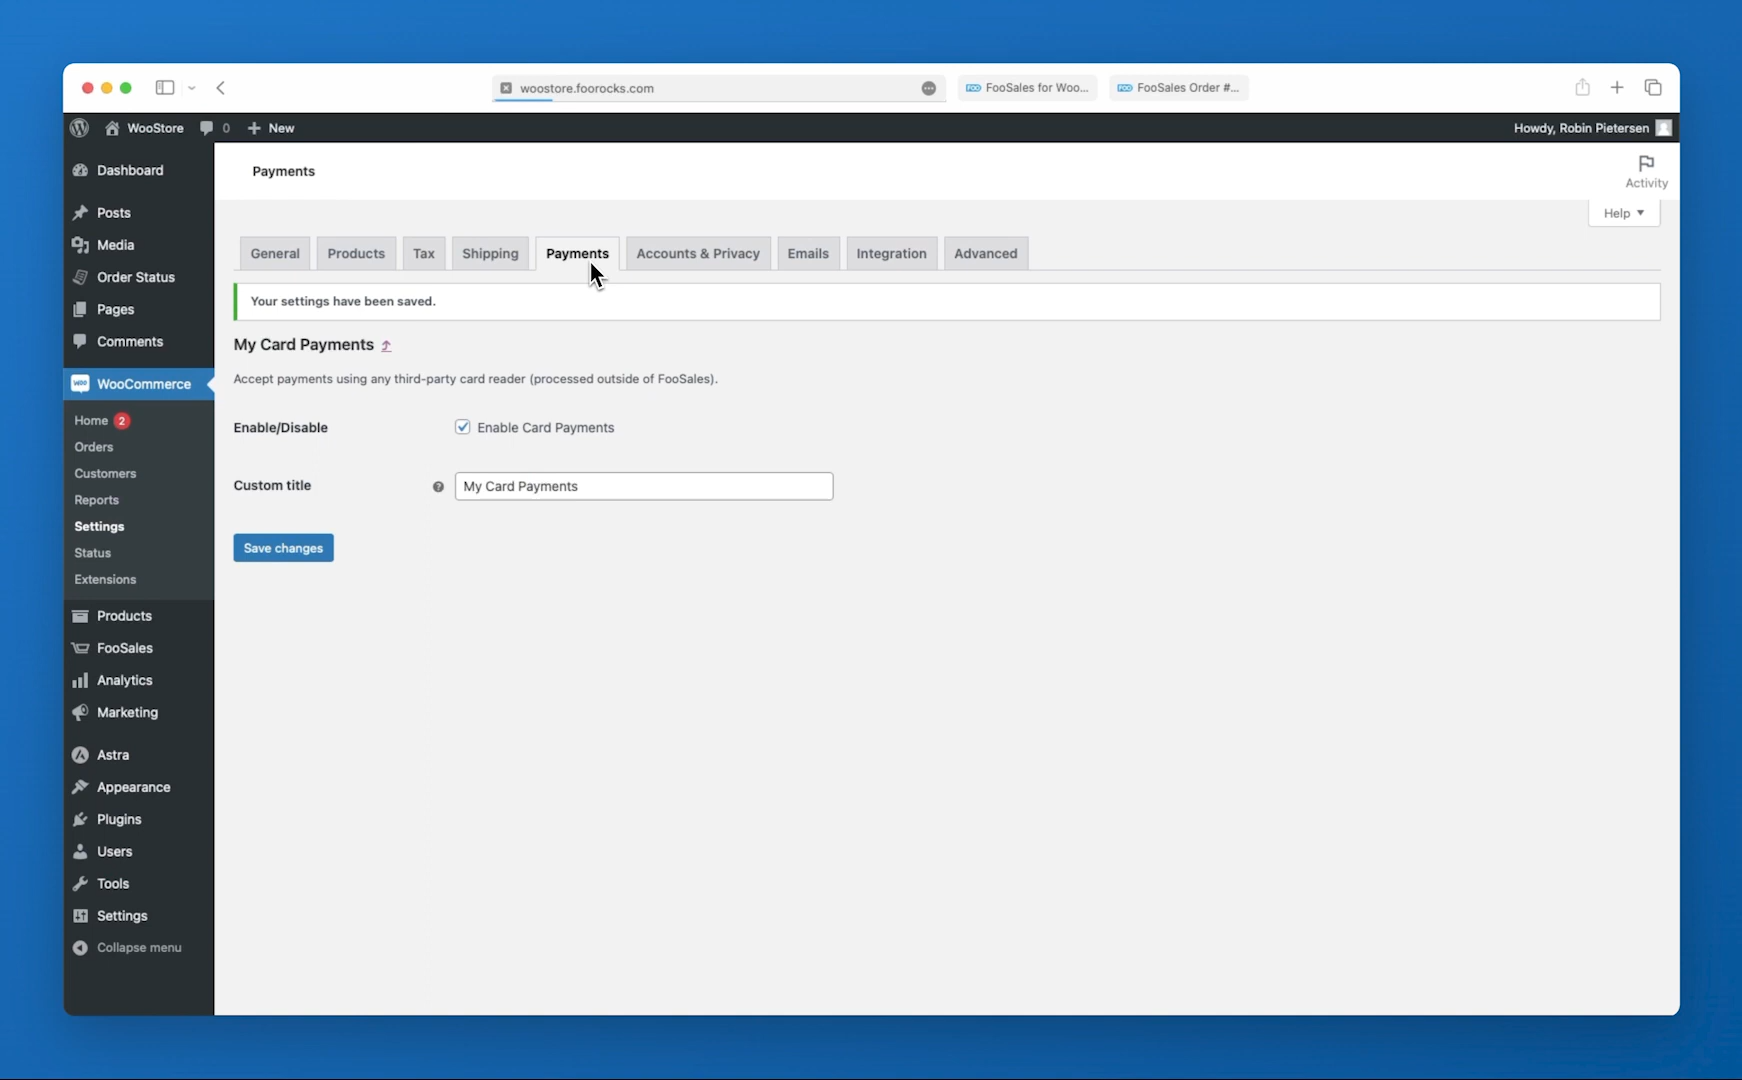 woostore.foorocks.com
FOO FooSales for Woo...
FOO FooSales Order #...
WooStore
0
New
Howdy, Robin Pietersen
Dashboard
Posts
Media
Order Status
Pages
Comments
Woo WooCommerce
Home 2
Orders
Customers
Reports
Settings
Status
Extensions
Products
FooSales
Analytics
Marketing
Astra
Appearance
Plugins
Users
Tools
Settings
Collapse menu
Payments
Activity
Help
General
Products
Tax
Shipping
Payments
Accounts & Privacy
Emails
Integration
Advanced
Your settings have been saved.
My Card Payments
Accept payments using any third-party card reader (processed outside of FooSales).
Enable/Disable
Enable Card Payments
Custom title
My Card Payments
Save changes